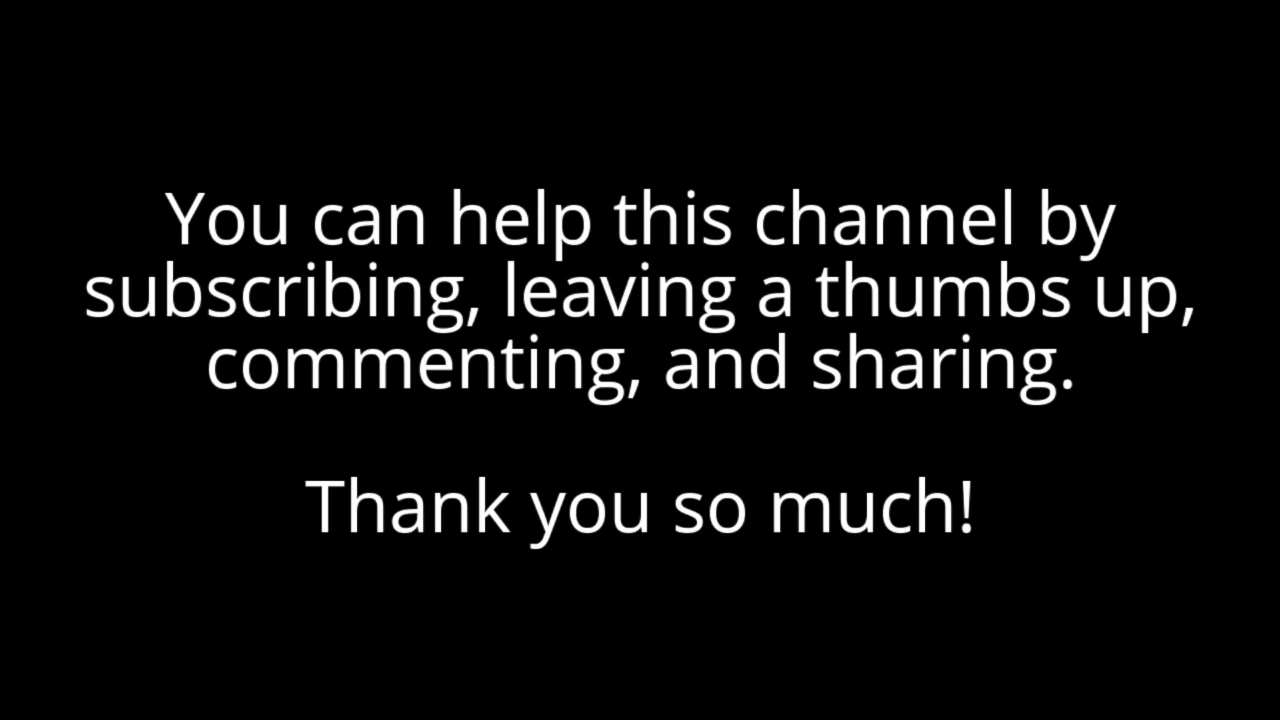 You can help this channel by
subscribing, leaving a thumbs up,
commenting, and sharing.
Thank you so much!